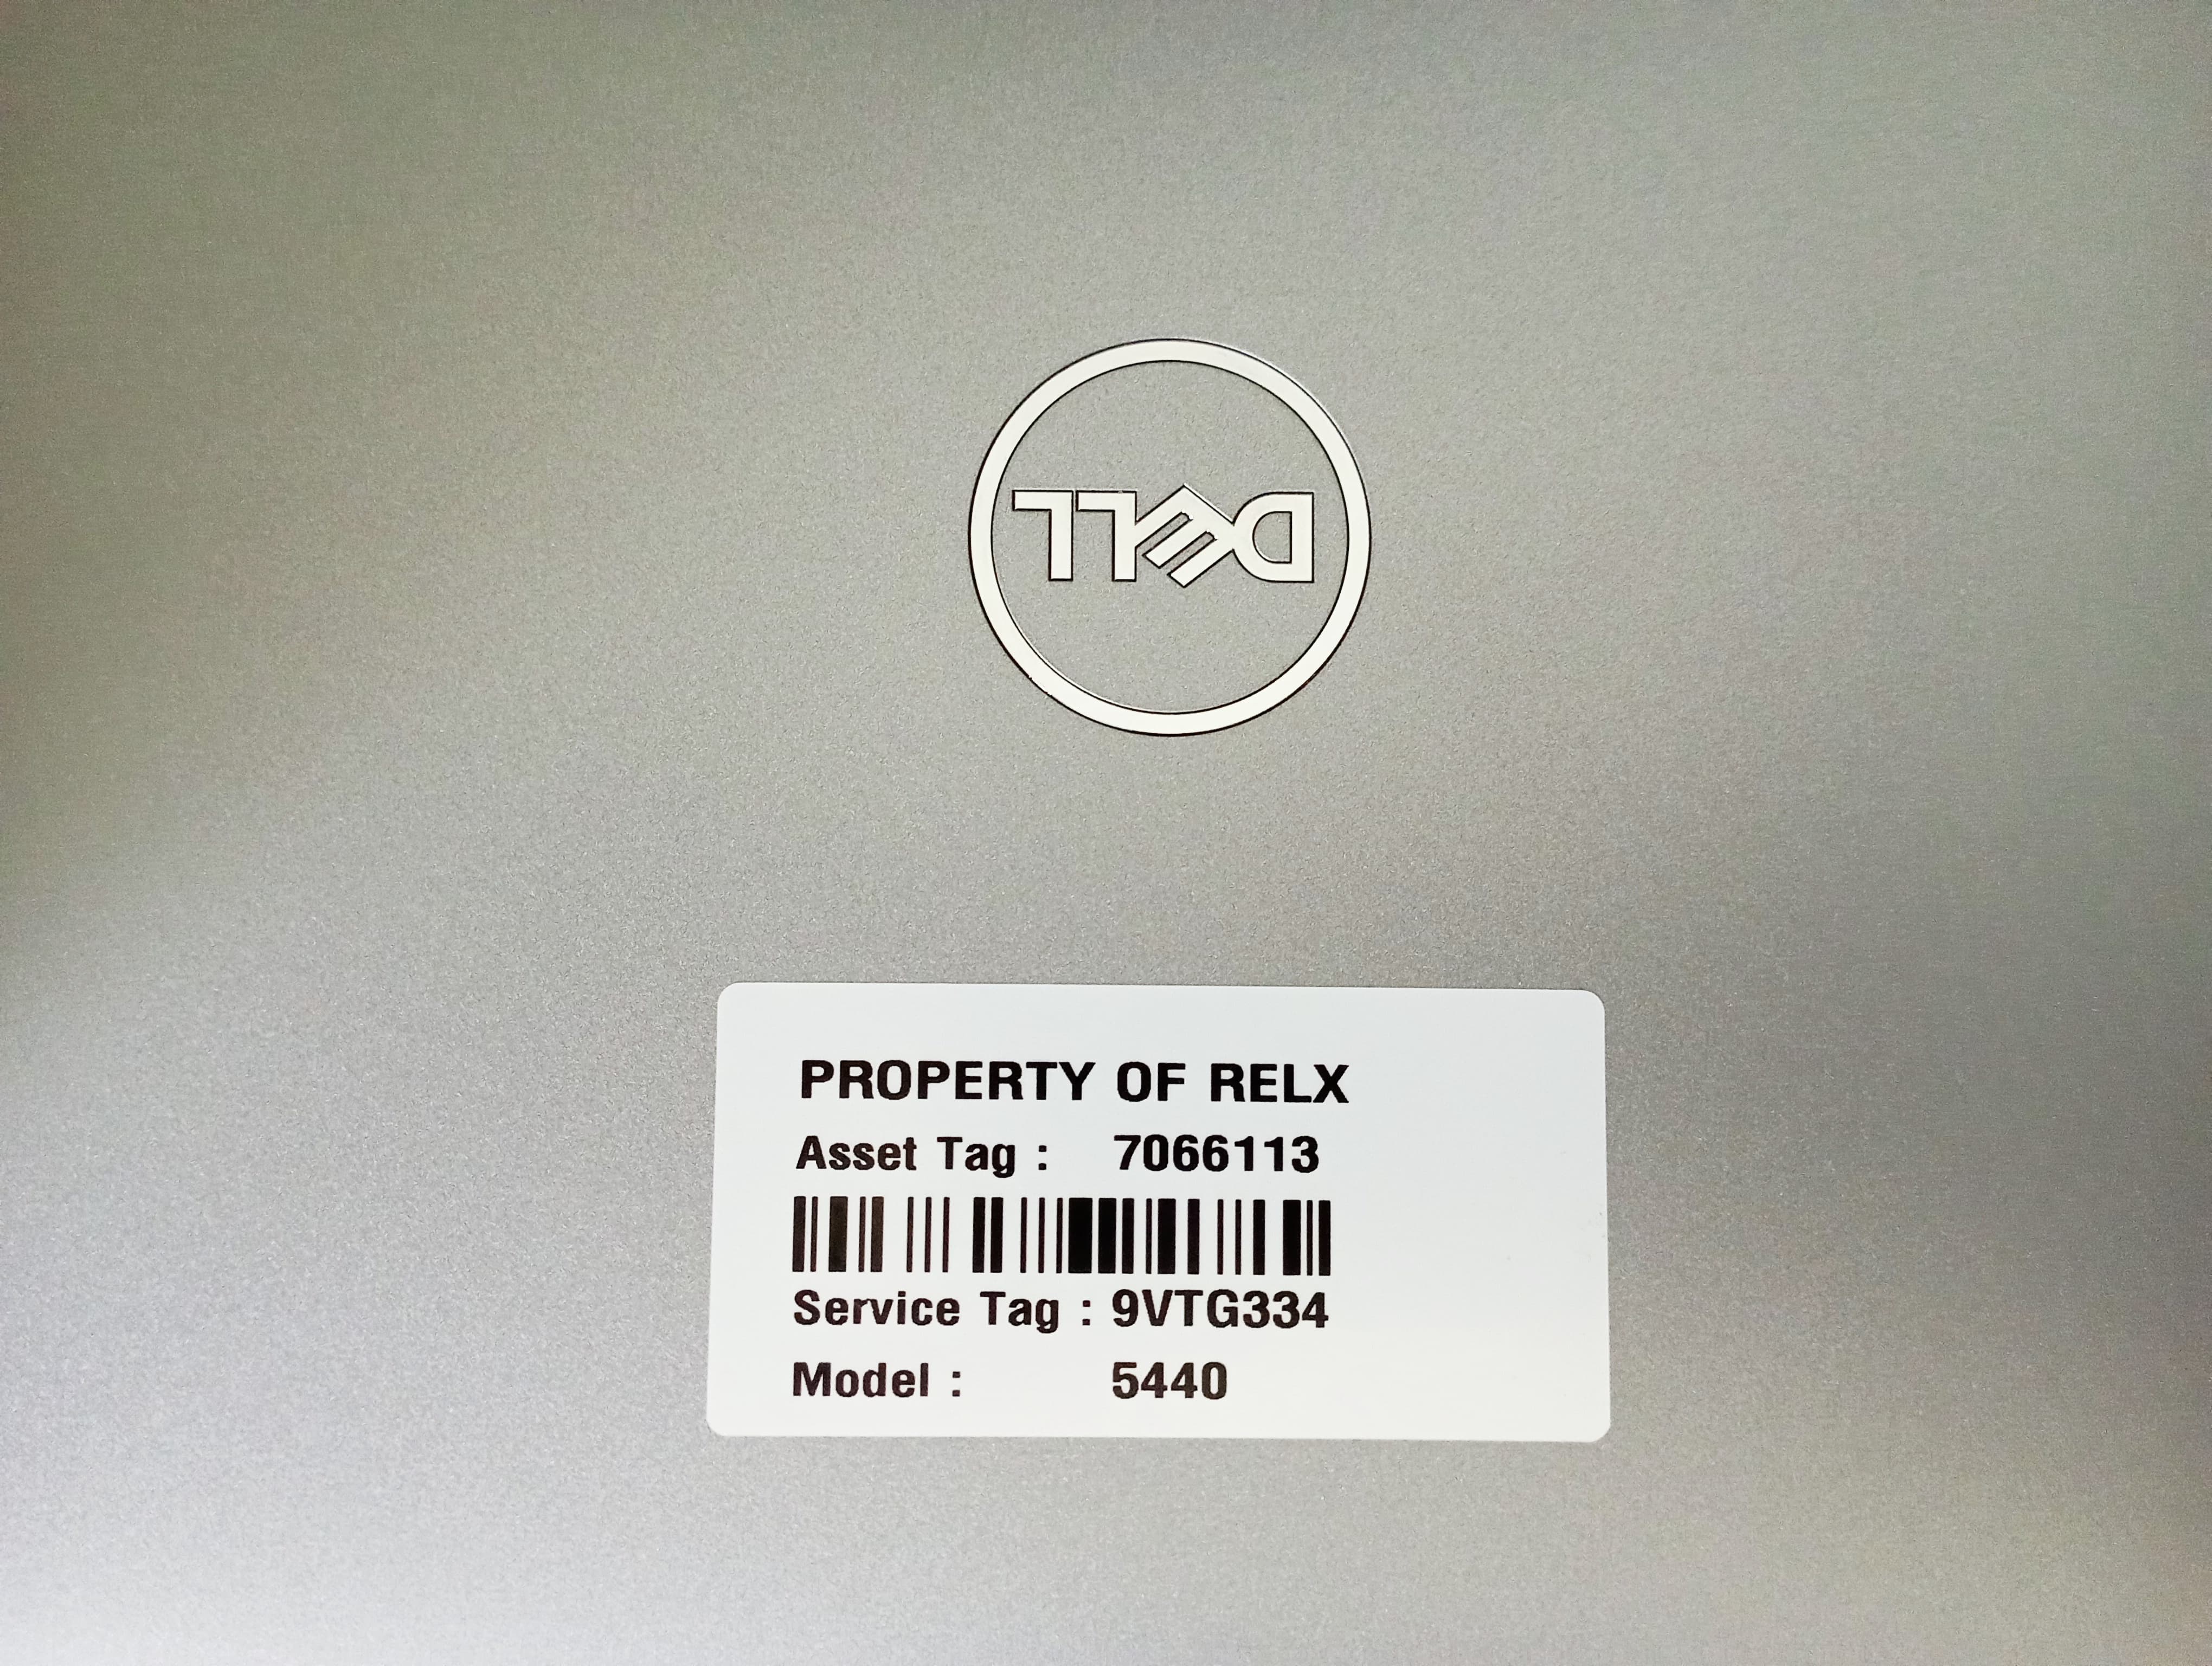 DELL
PROPERTY OF RELX
Asset Tag : 7066113
Service Tag : 9VTG334
Model : 5440